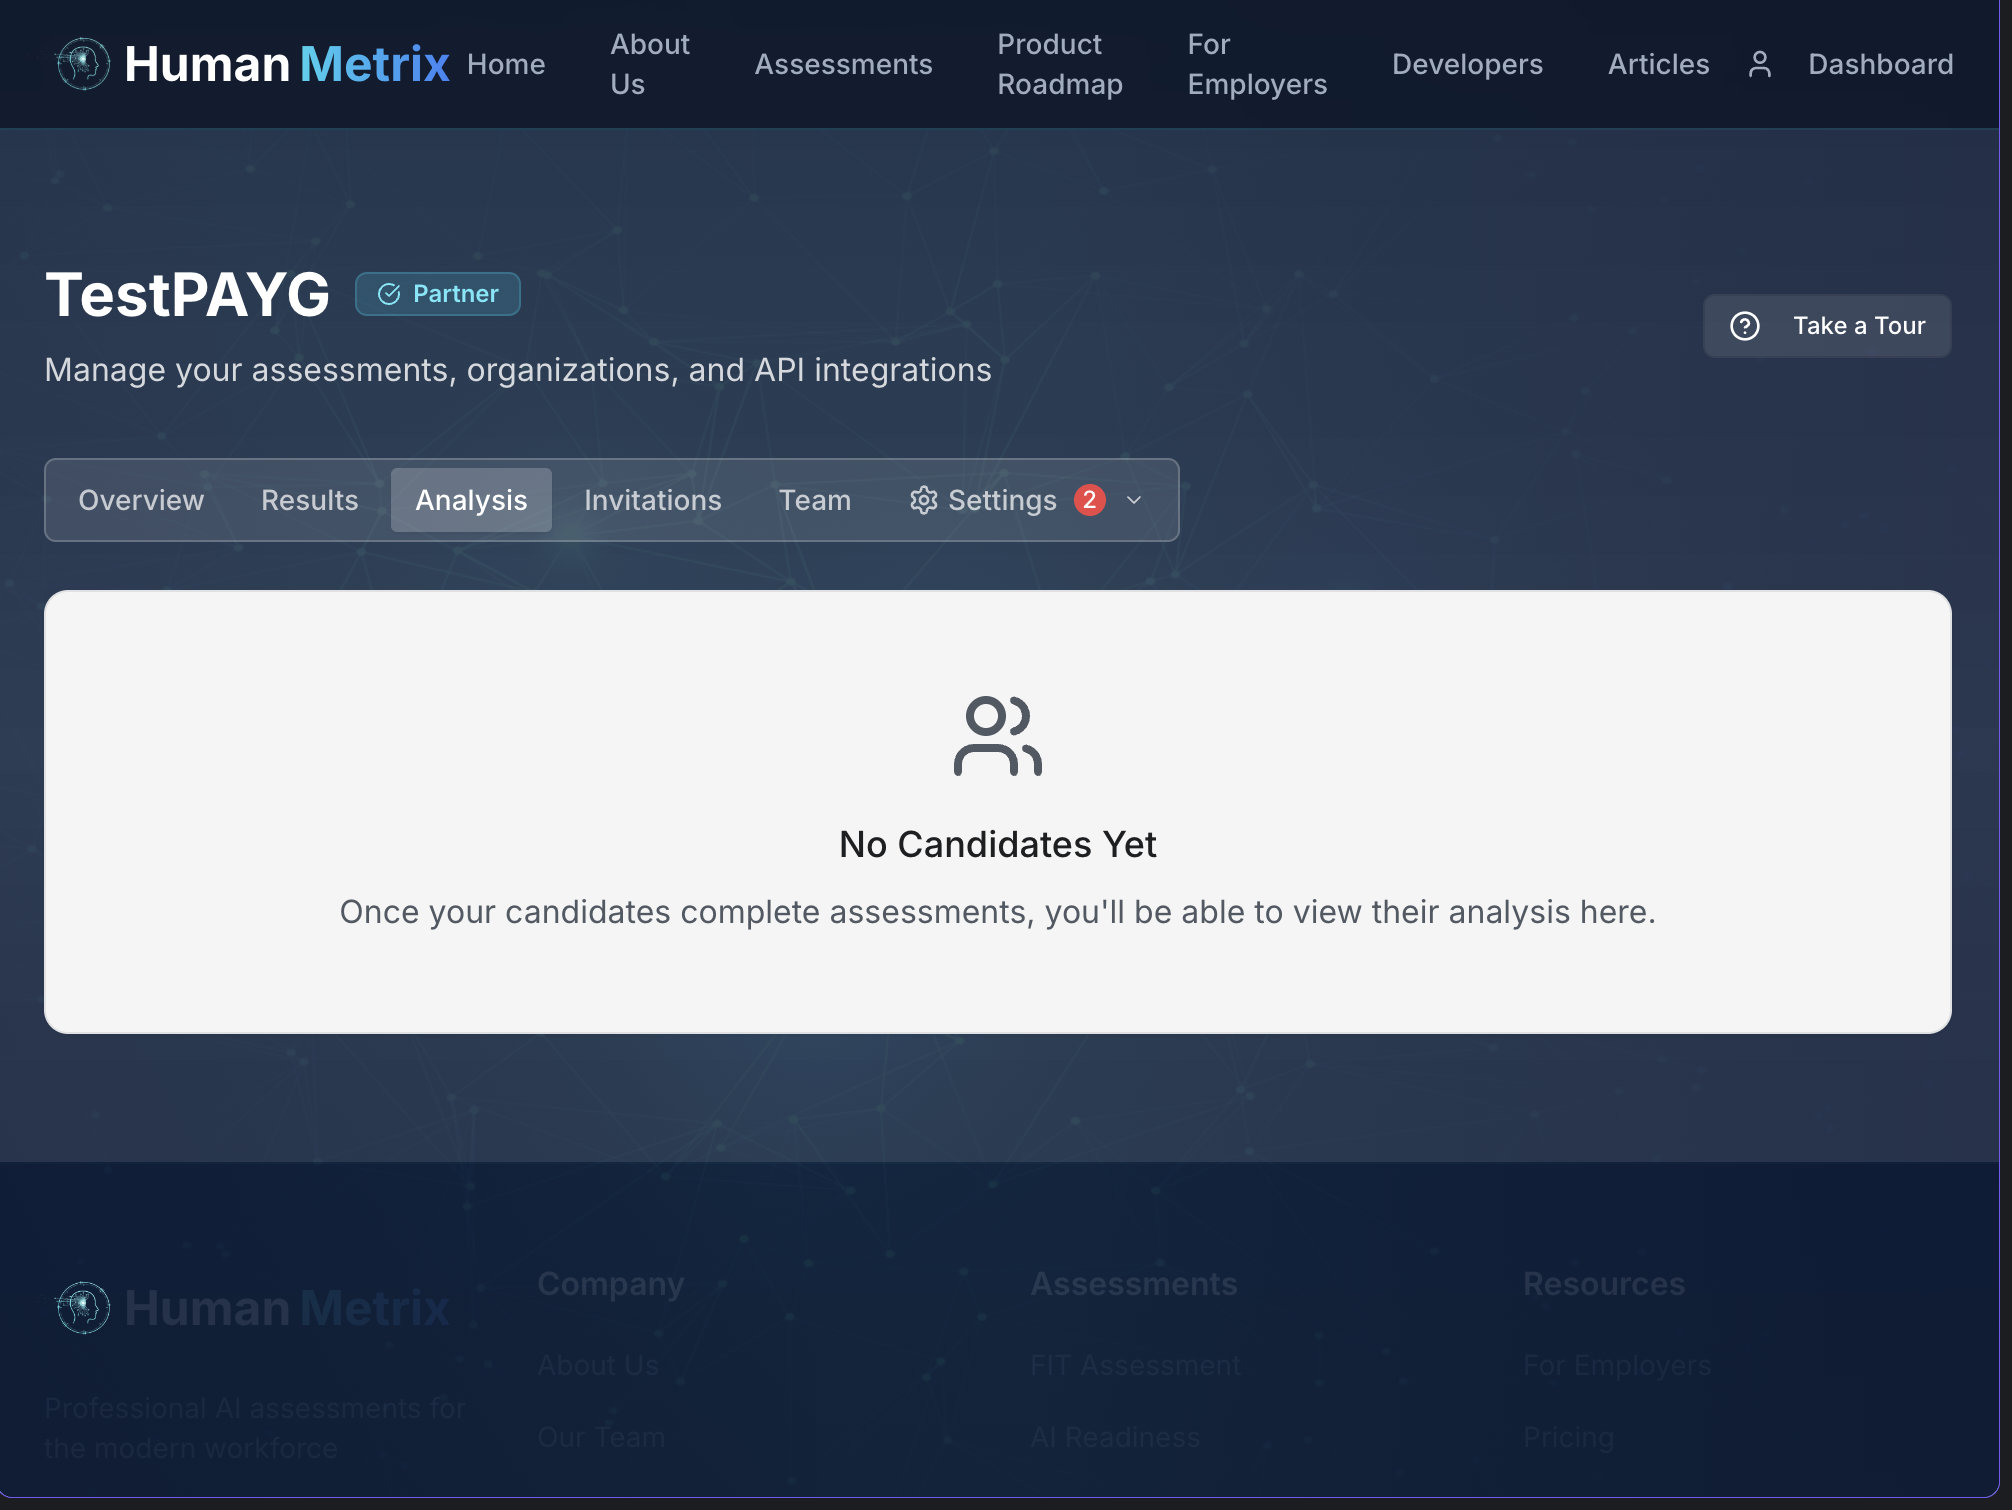 Human Metrix
Home
About
Us
Assessments
Product
Roadmap
For
Employers
Developers
Articles
Dashboard
TestPAYG
Partner
Manage your assessments, organizations, and API integrations
Take a Tour
Overview
Results
Analysis
Invitations
Team
Settings
2
No Candidates Yet
Once your candidates complete assessments, you'll be able to view their analysis here.
Human Metrix
Professional AI assessments for
the modern workforce
Company
About Us
Our Team
Assessments
FIT Assessment
AI Readiness
Resources
For Employers
Pricing